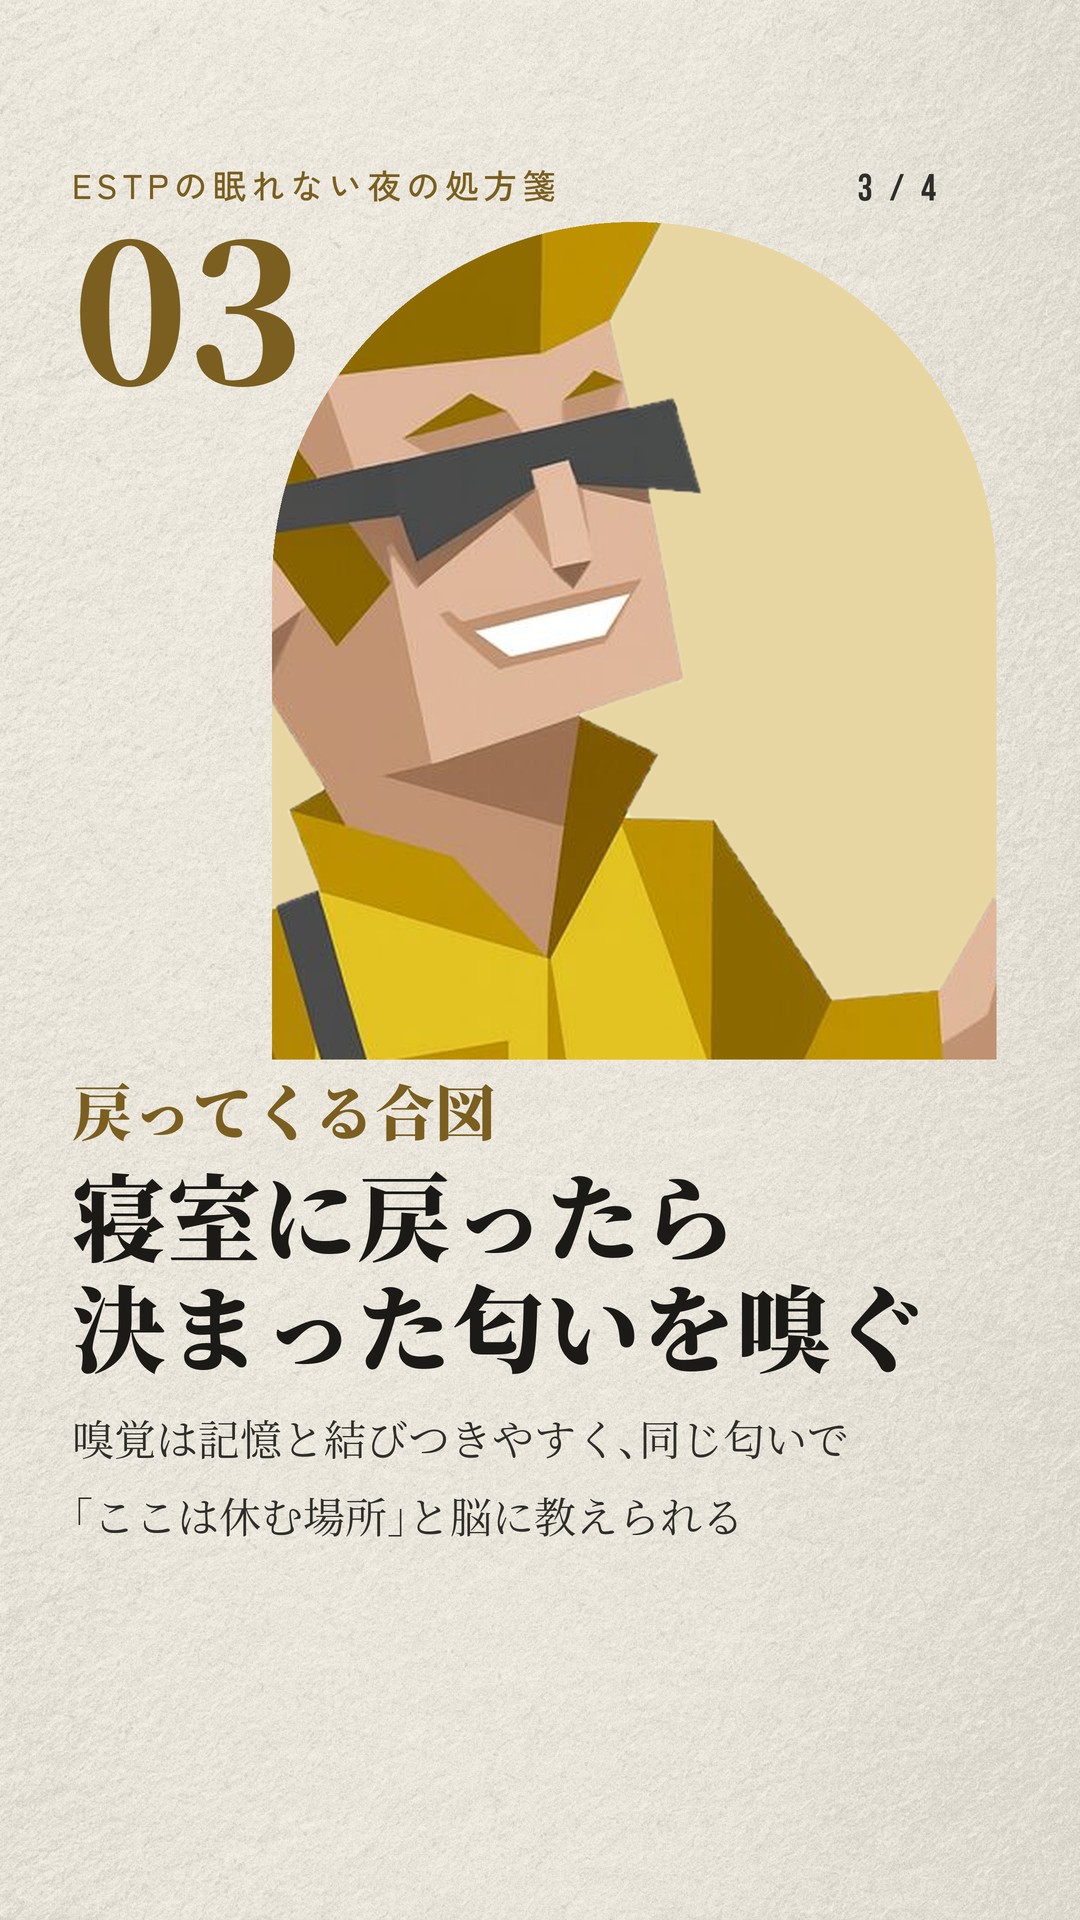 ESTPの眠れない夜の処方箋
3 / 4
03
戻ってくる合図
寝室に戻ったら
決まった匂いを嗅ぐ
嗅覚は記憶と結びつきやすく、同じ匂いで
「ここは休む場所」と脳に教えられる